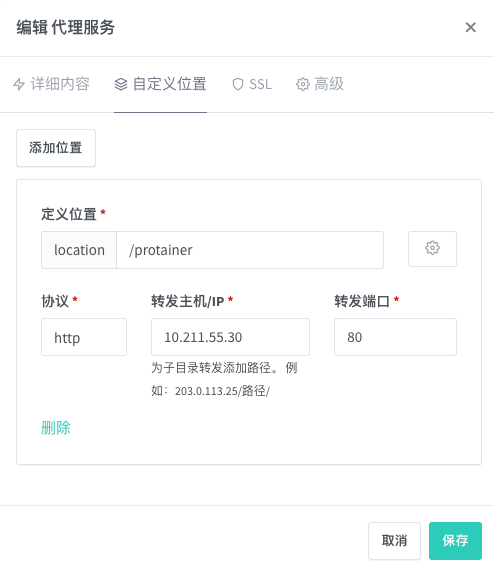 编辑 代理服务
详细内容 自定义位置 SSL 高级
添加位置
定义位置 *
location /protainer
协议 * 转发主机/IP * 转发端口 *
http 10.211.55.30 80
为子目录转发添加路径。 例
如：203.0.113.25/路径/
删除
取消 保存